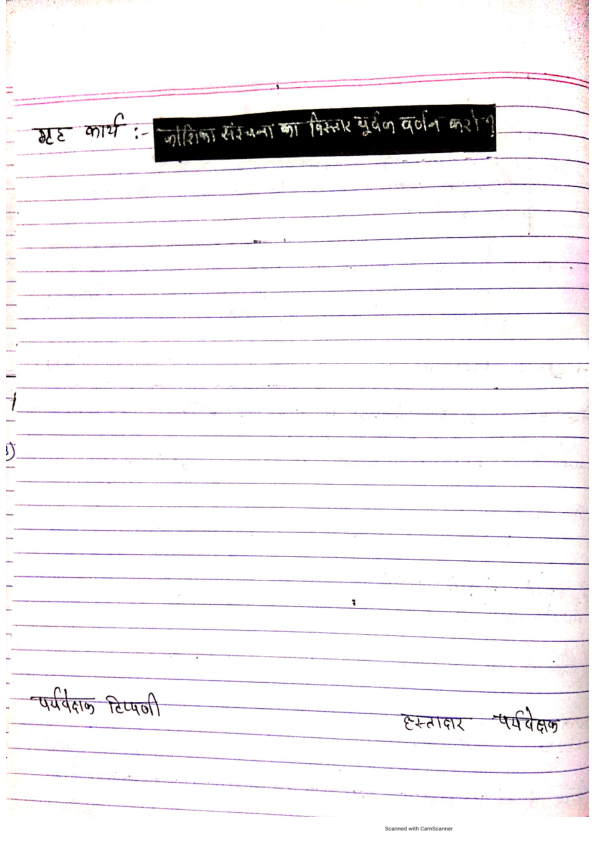 गृह कार्य :- कोशिका संरचना का विस्तार पूर्वक वर्णन करो ?
पर्यवेक्षक टिप्पणी
हस्ताक्षर पर्यवेक्षक
Scanned with CamScanner